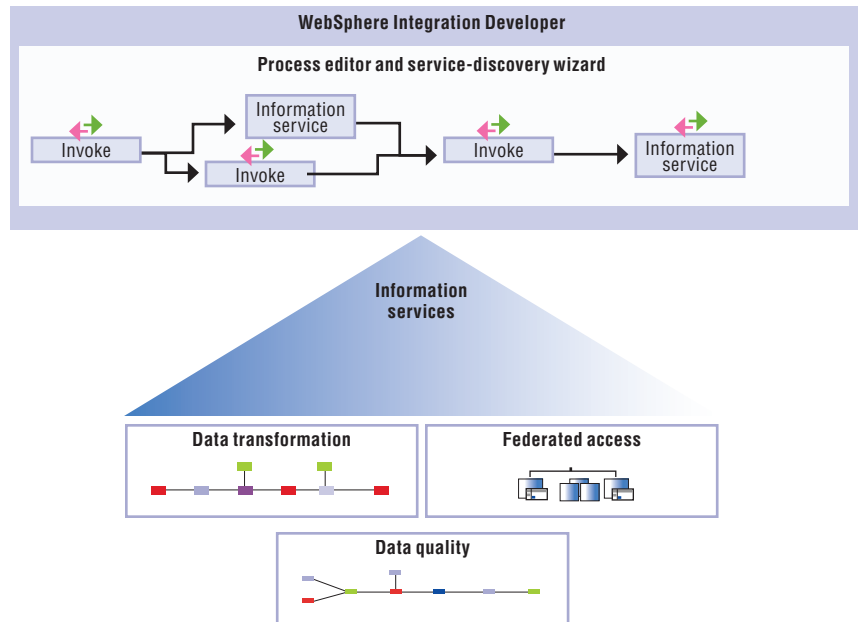 WebSphere Integration Developer
Process editor and service-discovery wizard
Invoke
Information
service
Invoke
Invoke
Information
service
Information
services
Data transformation
Federated access
Data quality